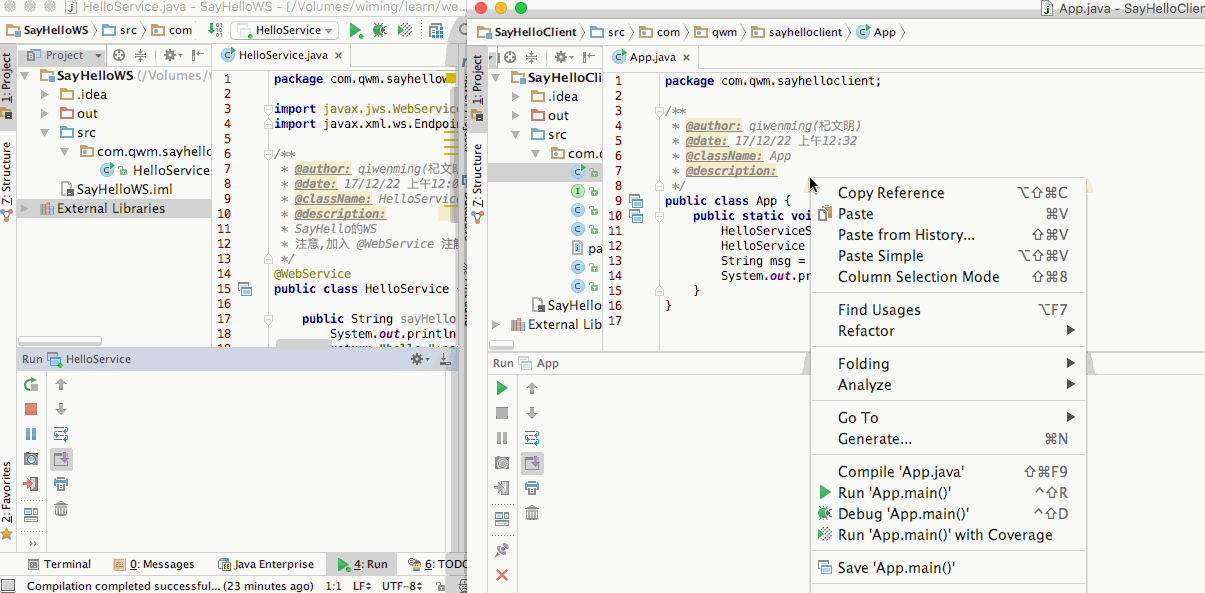 HelloService.java - SayHelloWS - [/Volumes/wiming/learn/we...
SayHelloWS
src
com
HelloService
Project
HelloService.java
1: Project
Z: Structure
2: Favorites
SayHelloWS (/Volumes/
.idea
out
src
com.qwm.sayhello
HelloService
SayHelloWS.iml
External Libraries
1 package com.qwm.sayhellow
2
3 import javax.jws.WebService
4 import javax.xml.ws.Endpoin
5
6 /**
7 * @author: qiwenming(杞文明)
8 * @date: 17/12/22 上午12:0
9 * @className: HelloService
10 * @description:
11 * SayHello的WS
12 * 注意,加入 @WebService 注解
13 */
14 @WebService
15 public class HelloService
16
17 public String sayHello
18 System.out.println
19
Run HelloService
Terminal
0: Messages
Java Enterprise
4: Run
6: TODO
Compilation completed successful... (23 minutes ago)
1:1
LF
UTF-8
App.java - SayHelloClien
SayHelloClient
src
com
qwm
sayhelloclient
App
App.java
1: Project
Z: Structure
SayHelloCli
.idea
out
src
com.
pa
SayHello
External Lib
1 package com.qwm.sayhelloclient;
2
3 /**
4 * @author: qiwenming(杞文明)
5 * @date: 17/12/22 上午12:32
6 * @className: App
7 * @description:
8 */
9 public class App {
10 public static voi
11 HelloServiceS
12 HelloService
13 String msg =
14 System.out.pr
15 }
16 }
17
Run App
Copy Reference ⌥⇧⌘C
Paste ⌘V
Paste from History... ⇧⌘V
Paste Simple ⌥⇧⌘V
Column Selection Mode ⇧⌘8
Find Usages ⌥F7
Refactor
Folding
Analyze
Go To
Generate... ⌘N
Compile 'App.java' ⇧⌘F9
Run 'App.main()' ^⇧R
Debug 'App.main()' ^⇧D
Run 'App.main()' with Coverage
Save 'App.main()'